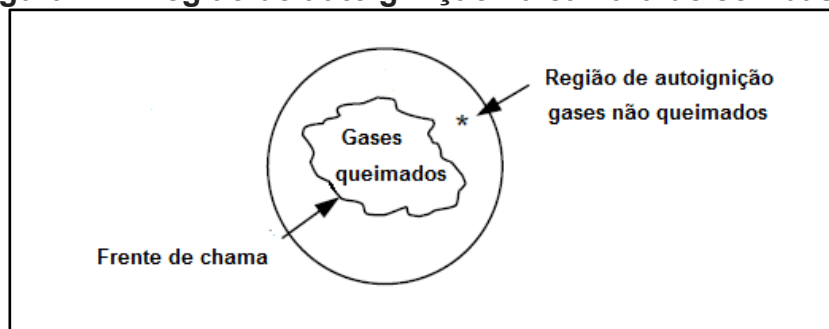 Região de autoignição
gases não queimados
*
Gases
queimados
Frente de chama